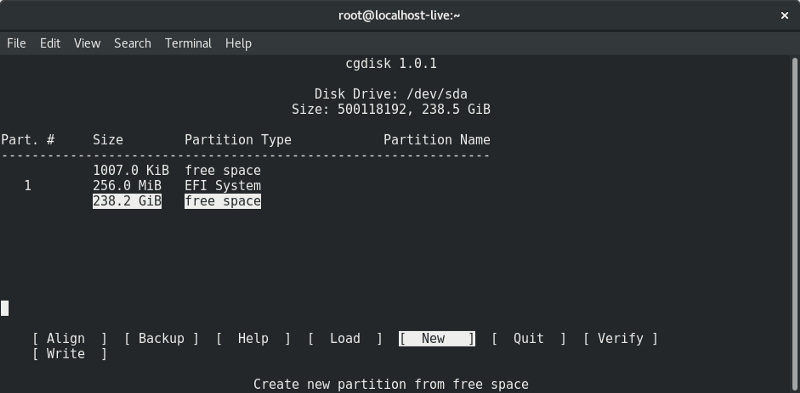 root@localhost-live:~ ×
File Edit View Search Terminal Help
cgdisk 1.0.1
Disk Drive: /dev/sda
Size: 500118192, 238.5 GiB
Part. # Size Partition Type Partition Name
----------------------------------------------------------------
1007.0 KiB free space
1 256.0 MiB EFI System
238.2 GiB free space
[ Align ] [ Backup ] [ Help ] [ Load ] [ New ] [ Quit ] [ Verify ]
[ Write ]
Create new partition from free space